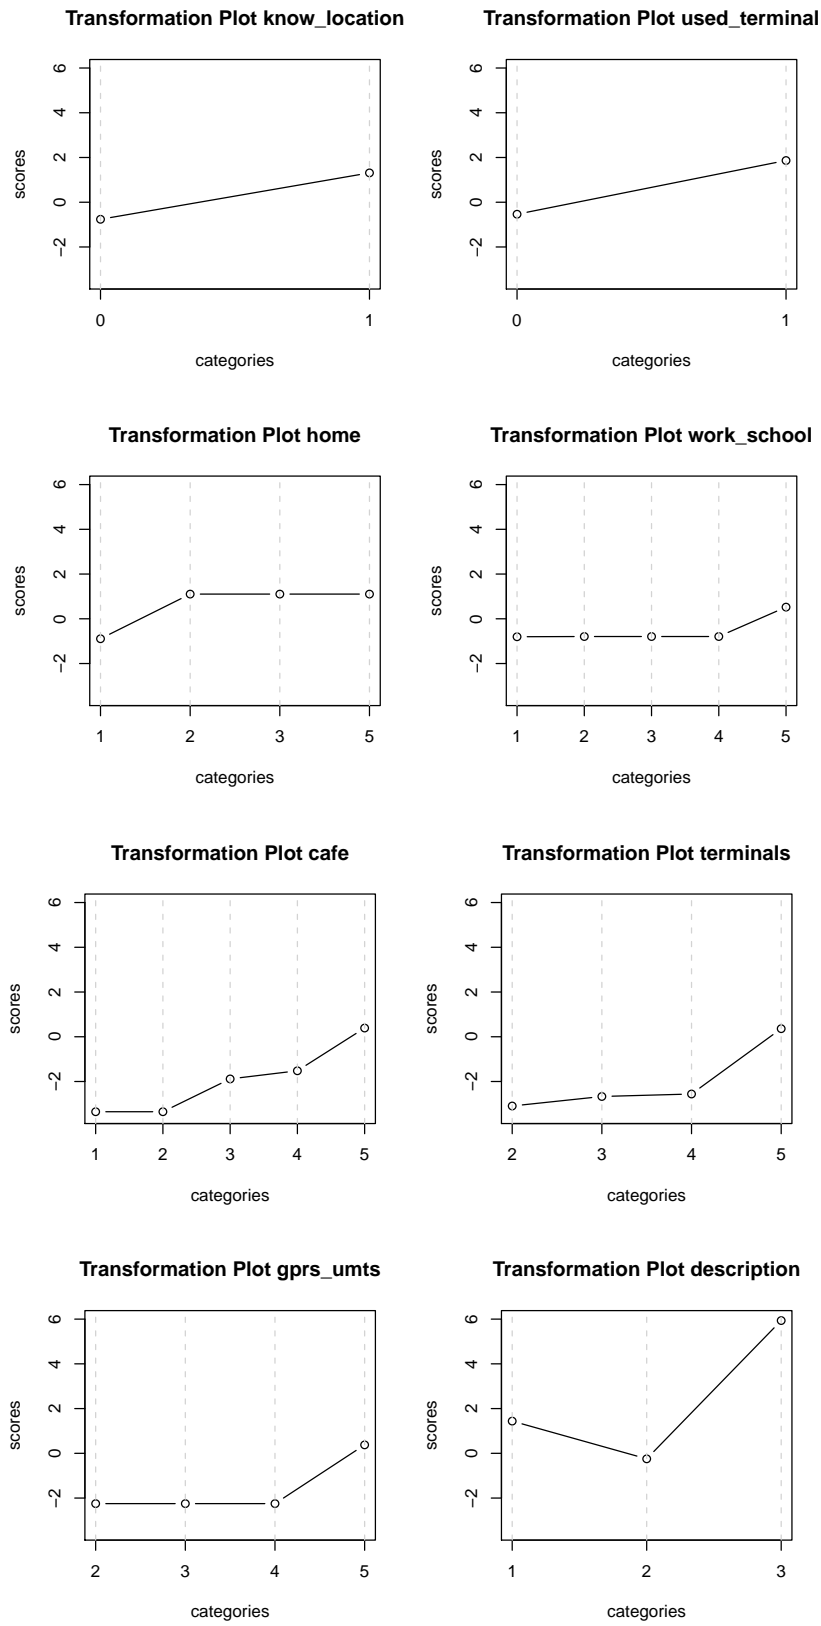 Transformation Plot know_location
6
4
2
0
−2
scores
0 1
categories
Transformation Plot used_terminal
6
4
2
0
−2
scores
0 1
categories
Transformation Plot home
6
4
2
0
−2
scores
1 2 3 5
categories
Transformation Plot work_school
6
4
2
0
−2
scores
1 2 3 4 5
categories
Transformation Plot cafe
6
4
2
0
−2
scores
1 2 3 4 5
categories
Transformation Plot terminals
6
4
2
0
−2
scores
2 3 4 5
categories
Transformation Plot gprs_umts
6
4
2
0
−2
scores
2 3 4 5
categories
Transformation Plot description
6
4
2
0
−2
scores
1 2 3
categories